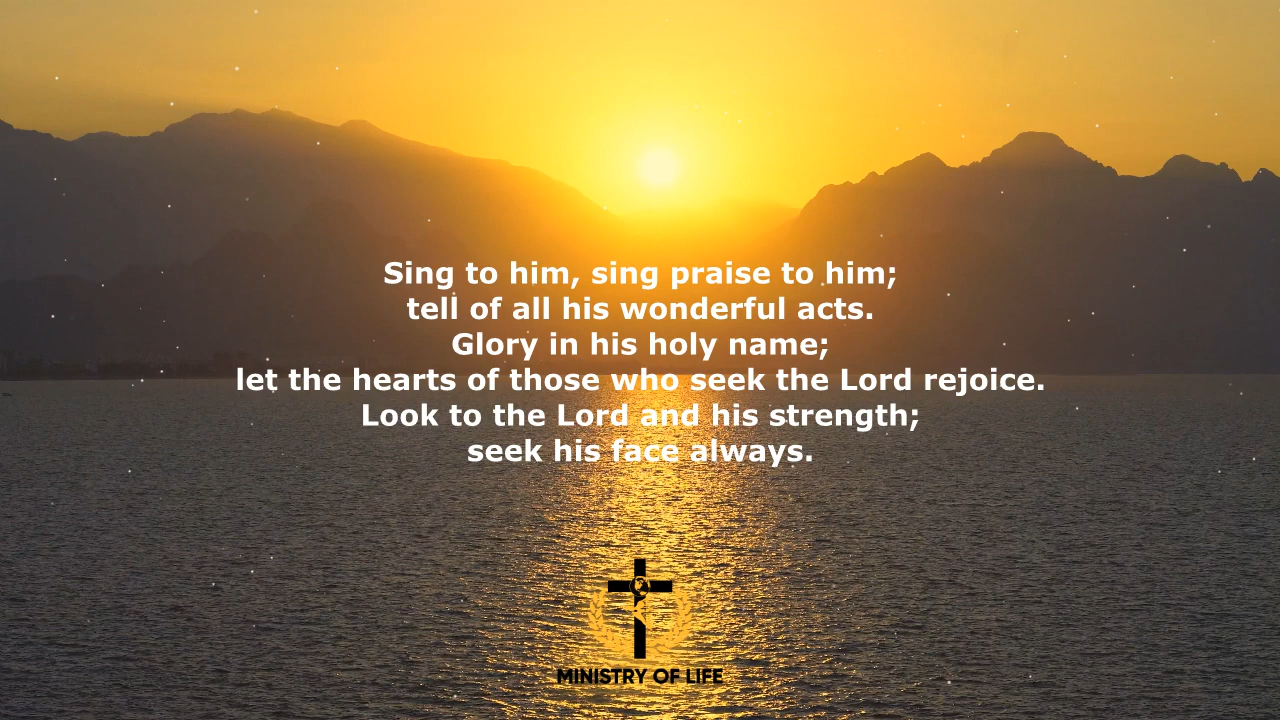 Sing to him, sing praise to him;
tell of all his wonderful acts.
Glory in his holy name;
let the hearts of those who seek the Lord rejoice.
Look to the Lord and his strength;
seek his face always.
MINISTRY OF LIFE